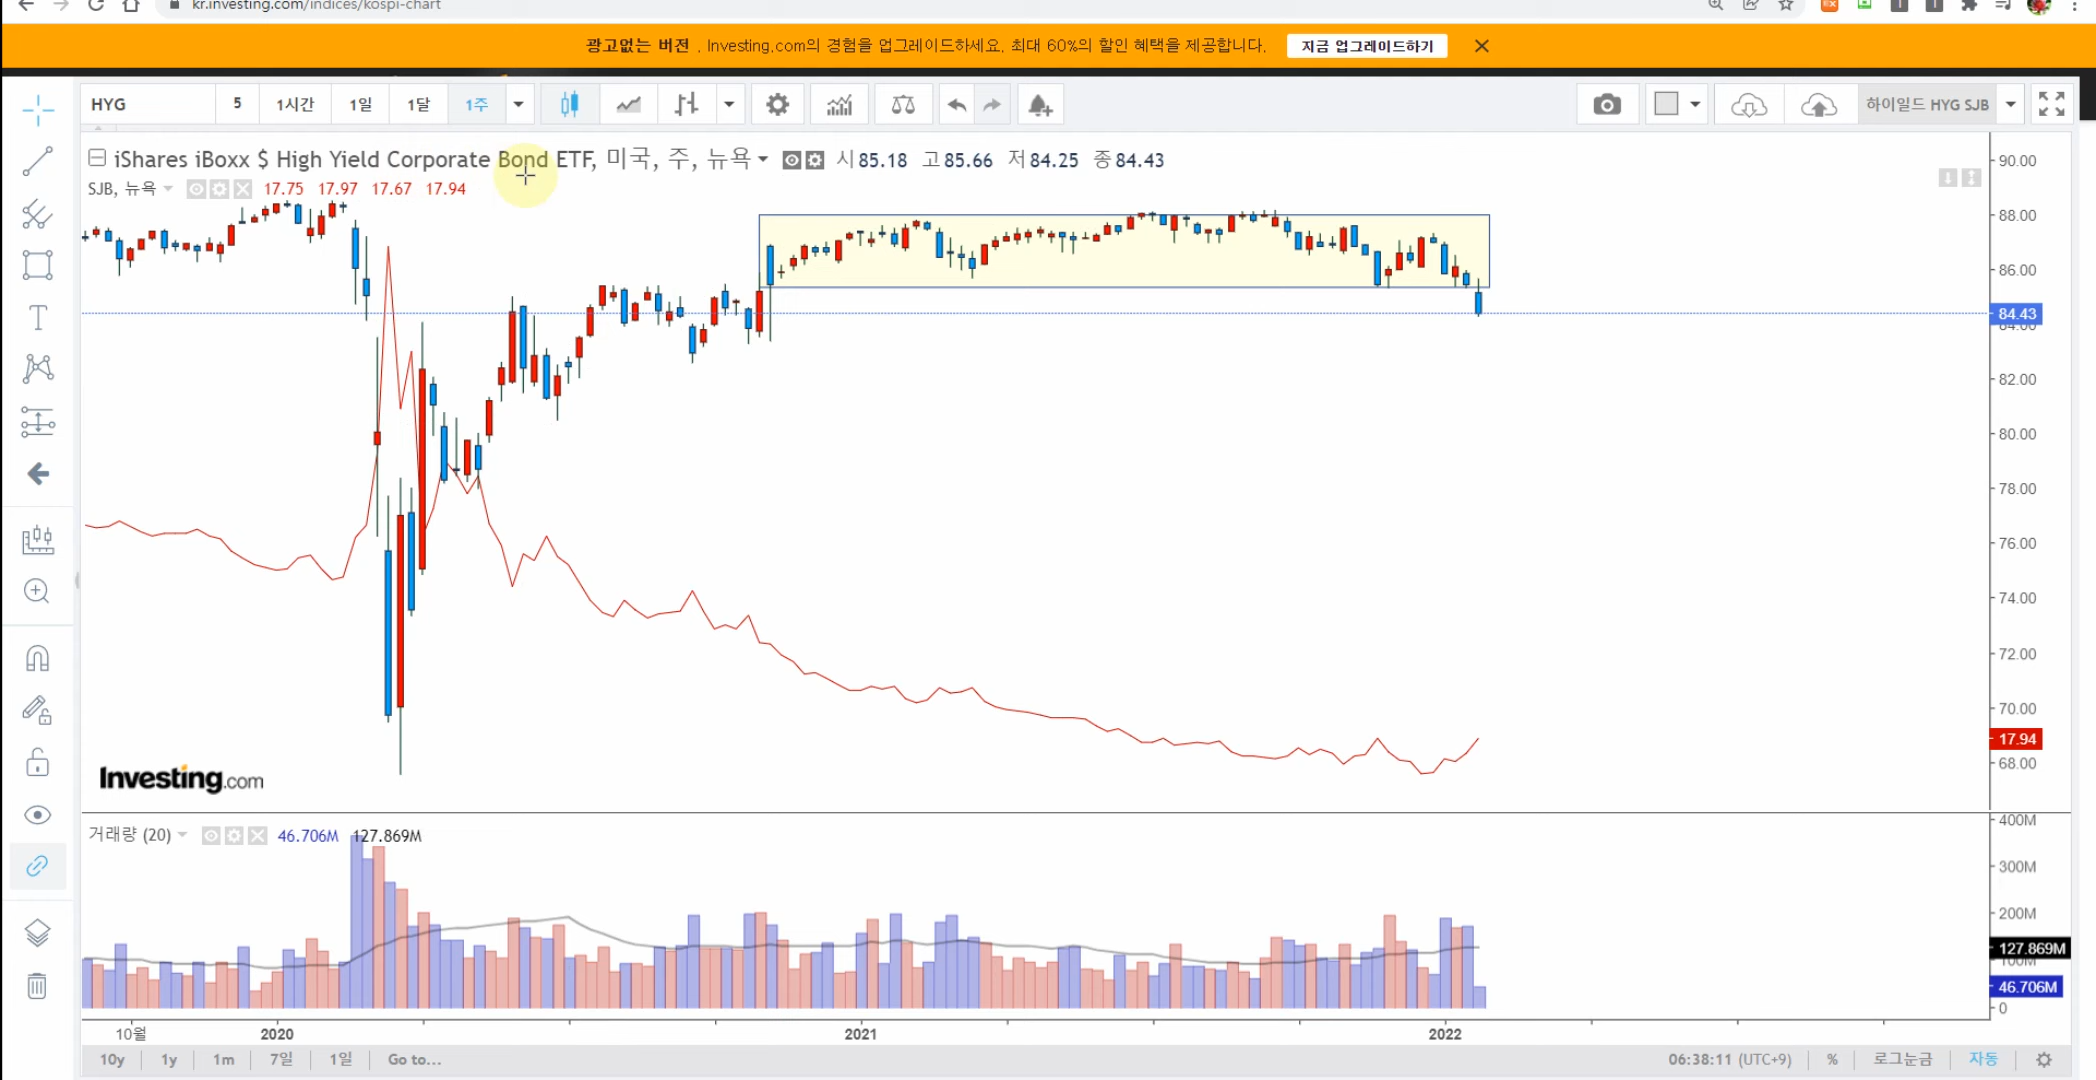 kr.investing.com/indices/kospi-chart
광고없는 버전 . Investing.com의 경험을 업그레이드하세요. 최대 60%의 할인 혜택을 제공합니다. 지금 업그레이드하기
HYG 5 1시간 1일 1달 1주 하이일드 HYG SJB
iShares iBoxx $ High Yield Corporate Bond ETF, 미국, 주, 뉴욕 시 85.18 고 85.66 저 84.25 종 84.43
SJB, 뉴욕 17.75 17.97 17.67 17.94
90.00
88.00
86.00
84.43
84.00
82.00
80.00
78.00
76.00
74.00
72.00
70.00
17.94
68.00
Investing.com
거래량 (20) 46.706M 127.869M
400M
300M
200M
127.869M
100M
46.706M
0
10월 2020 2021 2022
10y 1y 1m 7일 1일 Go to... 06:38:11 (UTC+9) % 로그눈금 자동